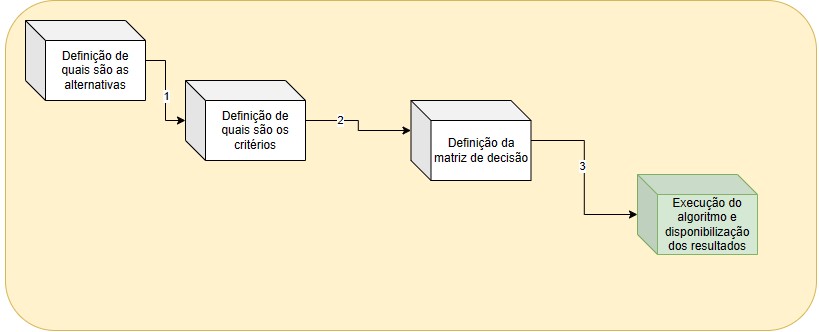 Definição de
quais são as
alternativas
1
Definição de
quais são os
critérios
2
Definição da
matriz de decisão
3
Execução do
algoritmo e
disponibilização
dos resultados